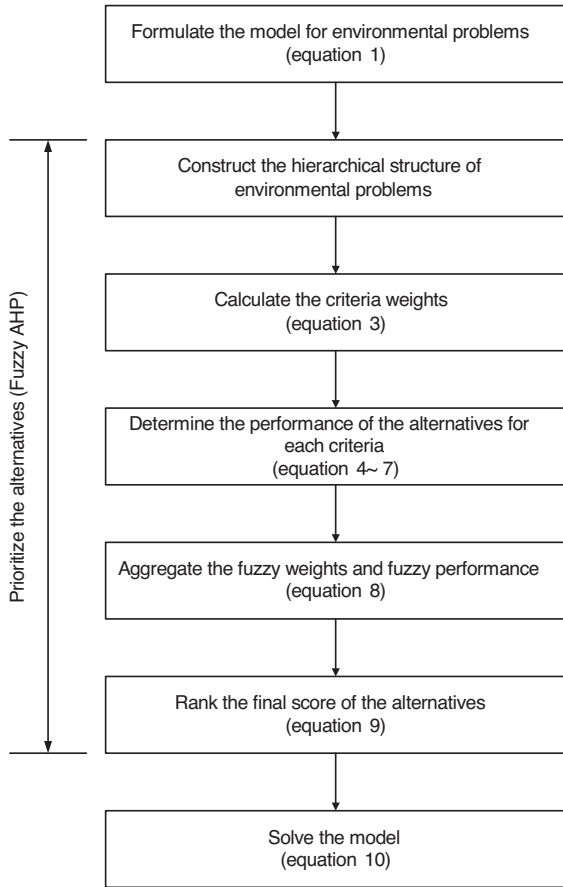 Formulate the model for environmental problems
(equation 1)
Construct the hierarchical structure of
environmental problems
Calculate the criteria weights
(equation 3)
Determine the performance of the alternatives for
each criteria
(equation 4~ 7)
Aggregate the fuzzy weights and fuzzy performance
(equation 8)
Rank the final score of the alternatives
(equation 9)
Solve the model
(equation 10)
Prioritize the alternatives (Fuzzy AHP)